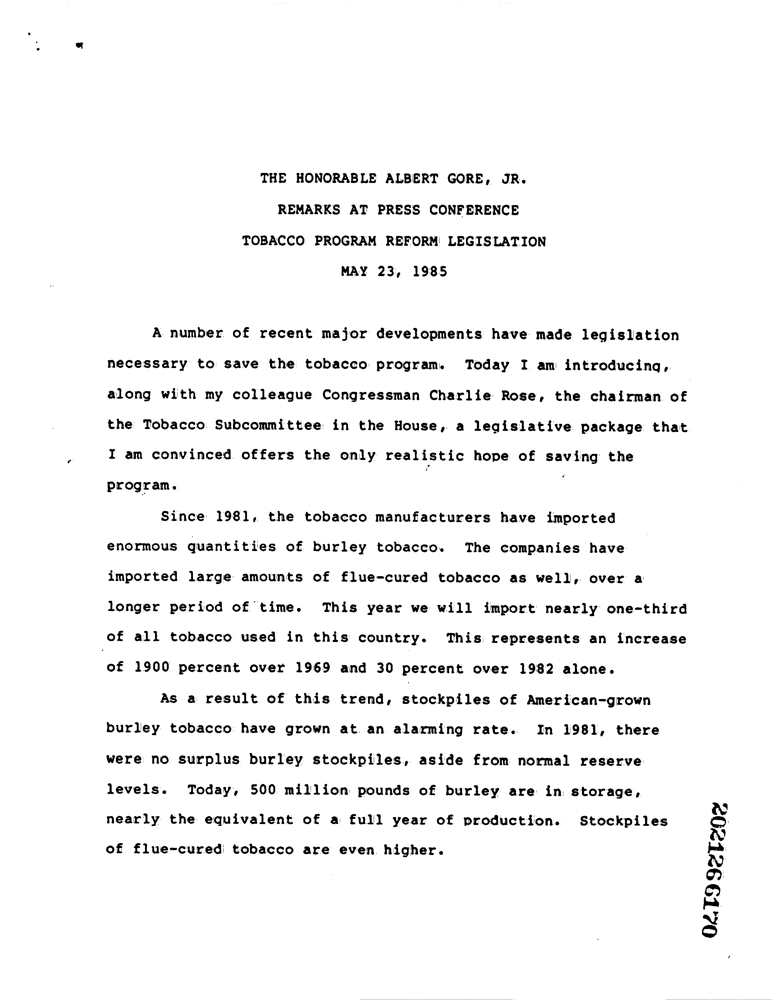 THE HONORABLE ALBERT GORE, JR.
REMARKS AT PRESS CONFERENCE
TOBACCO PROGRAM REFORM LEGISLATION
MAY 23, 1985
A number of recent major developments have made legislation
necessary to save the tobacco program. Today I am introducing,
along with my colleague Congressman Charlie Rose, the chairman of
the Tobacco Subcommittee in the House, a legislative package that
I am convinced offers the only realistic hope of saving the
program.
Since 1981, the tobacco manufacturers have imported
enormous quantities of burley tobacco. The companies have
imported large amounts of flue-cured tobacco as well, over a
longer period of time. This year we will import nearly one-third
of all tobacco used in this country. This represents an increase
of 1900 percent over 1969 and 30 percent over 1982 alone.
As a result of this trend, stockpiles of American-grown
burley tobacco have grown at an alarming rate. In 1981, there
were no surplus burley stockpiles, aside from normal reserve
levels. Today, 500 million pounds of burley are in storage,
nearly the equivalent of a full year of production. Stockpiles
of flue-cured tobacco are even higher.
2021266170